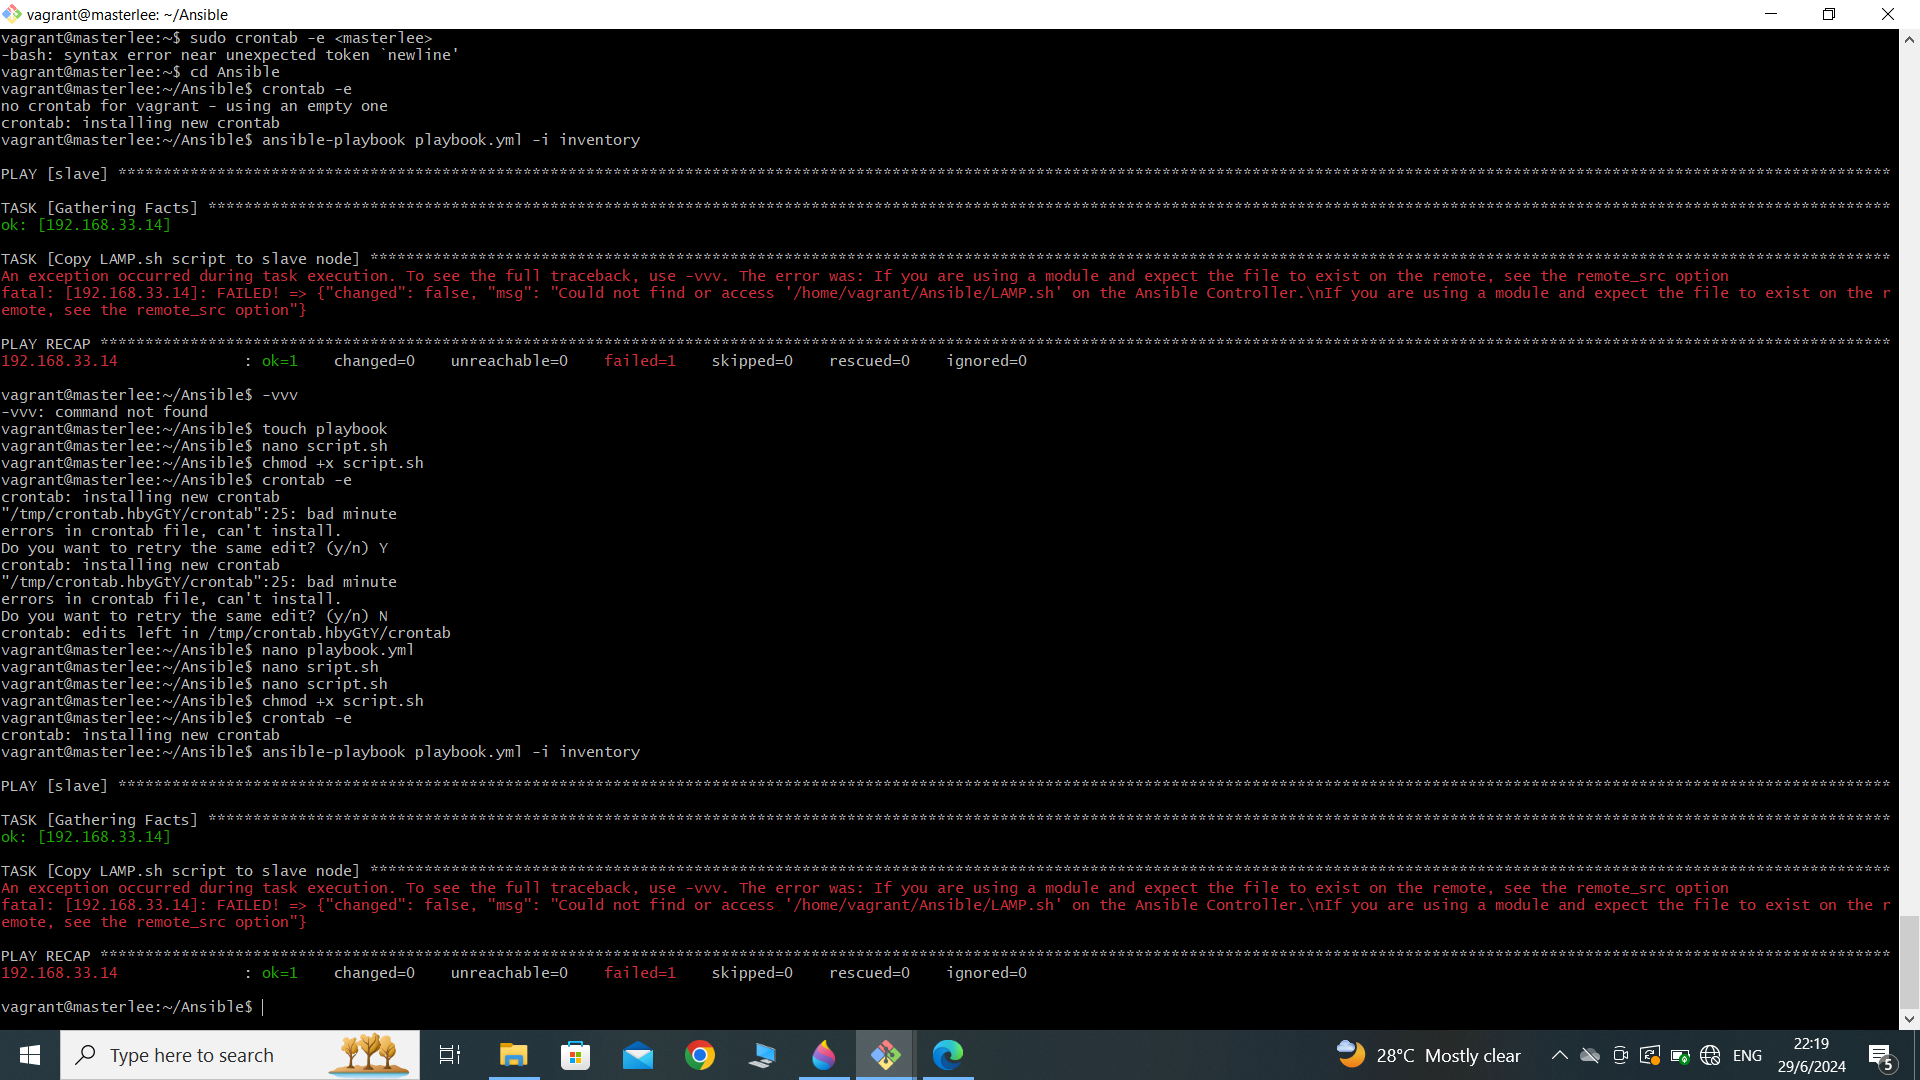 vagrant@masterlee: ~/Ansible
vagrant@masterlee:~$ sudo crontab -e <masterlee>
-bash: syntax error near unexpected token `newline'
vagrant@masterlee:~$ cd Ansible
vagrant@masterlee:~/Ansible$ crontab -e
no crontab for vagrant - using an empty one
crontab: installing new crontab
vagrant@masterlee:~/Ansible$ ansible-playbook playbook.yml -i inventory
PLAY [slave] *****************************************************************************************************************************************************************************************************
TASK [Gathering Facts] *******************************************************************************************************************************************************************************************
ok: [192.168.33.14]
TASK [Copy LAMP.sh script to slave node] *************************************************************************************************************************************************************************
An exception occurred during task execution. To see the full traceback, use -vvv. The error was: If you are using a module and expect the file to exist on the remote, see the remote_src option
fatal: [192.168.33.14]: FAILED! => {"changed": false, "msg": "Could not find or access '/home/vagrant/Ansible/LAMP.sh' on the Ansible Controller.\nIf you are using a module and expect the file to exist on the r
emote, see the remote_src option"}
PLAY RECAP *******************************************************************************************************************************************************************************************************
192.168.33.14              : ok=1    changed=0    unreachable=0    failed=1    skipped=0    rescued=0    ignored=0
vagrant@masterlee:~/Ansible$ -vvv
-vvv: command not found
vagrant@masterlee:~/Ansible$ touch playbook
vagrant@masterlee:~/Ansible$ nano script.sh
vagrant@masterlee:~/Ansible$ chmod +x script.sh
vagrant@masterlee:~/Ansible$ crontab -e
crontab: installing new crontab
"/tmp/crontab.hbyGtY/crontab":25: bad minute
errors in crontab file, can't install.
Do you want to retry the same edit? (y/n) Y
crontab: installing new crontab
"/tmp/crontab.hbyGtY/crontab":25: bad minute
errors in crontab file, can't install.
Do you want to retry the same edit? (y/n) N
crontab: edits left in /tmp/crontab.hbyGtY/crontab
vagrant@masterlee:~/Ansible$ nano playbook.yml
vagrant@masterlee:~/Ansible$ nano sript.sh
vagrant@masterlee:~/Ansible$ nano script.sh
vagrant@masterlee:~/Ansible$ chmod +x script.sh
vagrant@masterlee:~/Ansible$ crontab -e
crontab: installing new crontab
vagrant@masterlee:~/Ansible$ ansible-playbook playbook.yml -i inventory
PLAY [slave] *****************************************************************************************************************************************************************************************************
TASK [Gathering Facts] *******************************************************************************************************************************************************************************************
ok: [192.168.33.14]
TASK [Copy LAMP.sh script to slave node] *************************************************************************************************************************************************************************
An exception occurred during task execution. To see the full traceback, use -vvv. The error was: If you are using a module and expect the file to exist on the remote, see the remote_src option
fatal: [192.168.33.14]: FAILED! => {"changed": false, "msg": "Could not find or access '/home/vagrant/Ansible/LAMP.sh' on the Ansible Controller.\nIf you are using a module and expect the file to exist on the r
emote, see the remote_src option"}
PLAY RECAP *******************************************************************************************************************************************************************************************************
192.168.33.14              : ok=1    changed=0    unreachable=0    failed=1    skipped=0    rescued=0    ignored=0
vagrant@masterlee:~/Ansible$
Type here to search
28°C Mostly clear
ENG
22:19
29/6/2024
5